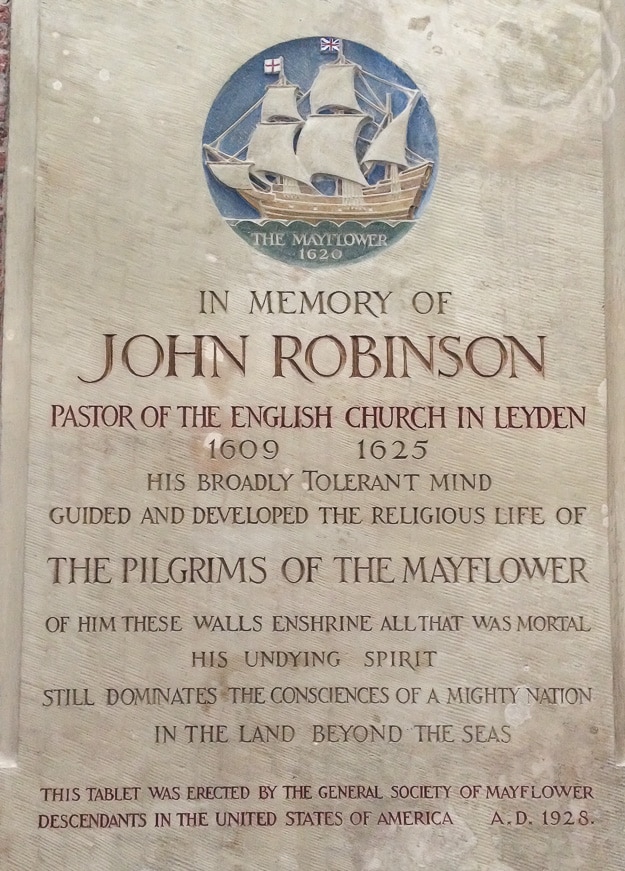 THE MAYFLOWER
1620
IN MEMORY OF
JOHN ROBINSON
PASTOR OF THE ENGLISH CHURCH IN LEYDEN
1609 1625
HIS BROADLY TOLERANT MIND
GUIDED AND DEVELOPED THE RELIGIOUS LIFE OF
THE PILGRIMS OF THE MAYFLOWER
OF HIM THESE WALLS ENSHRINE ALL THAT WAS MORTAL
HIS UNDYING SPIRIT
STILL DOMINATES THE CONSCIENCES OF A MIGHTY NATION
IN THE LAND BEYOND THE SEAS
THIS TABLET WAS ERECTED BY THE GENERAL SOCIETY OF MAYFLOWER
DESCENDANTS IN THE UNITED STATES OF AMERICA A.D. 1928.